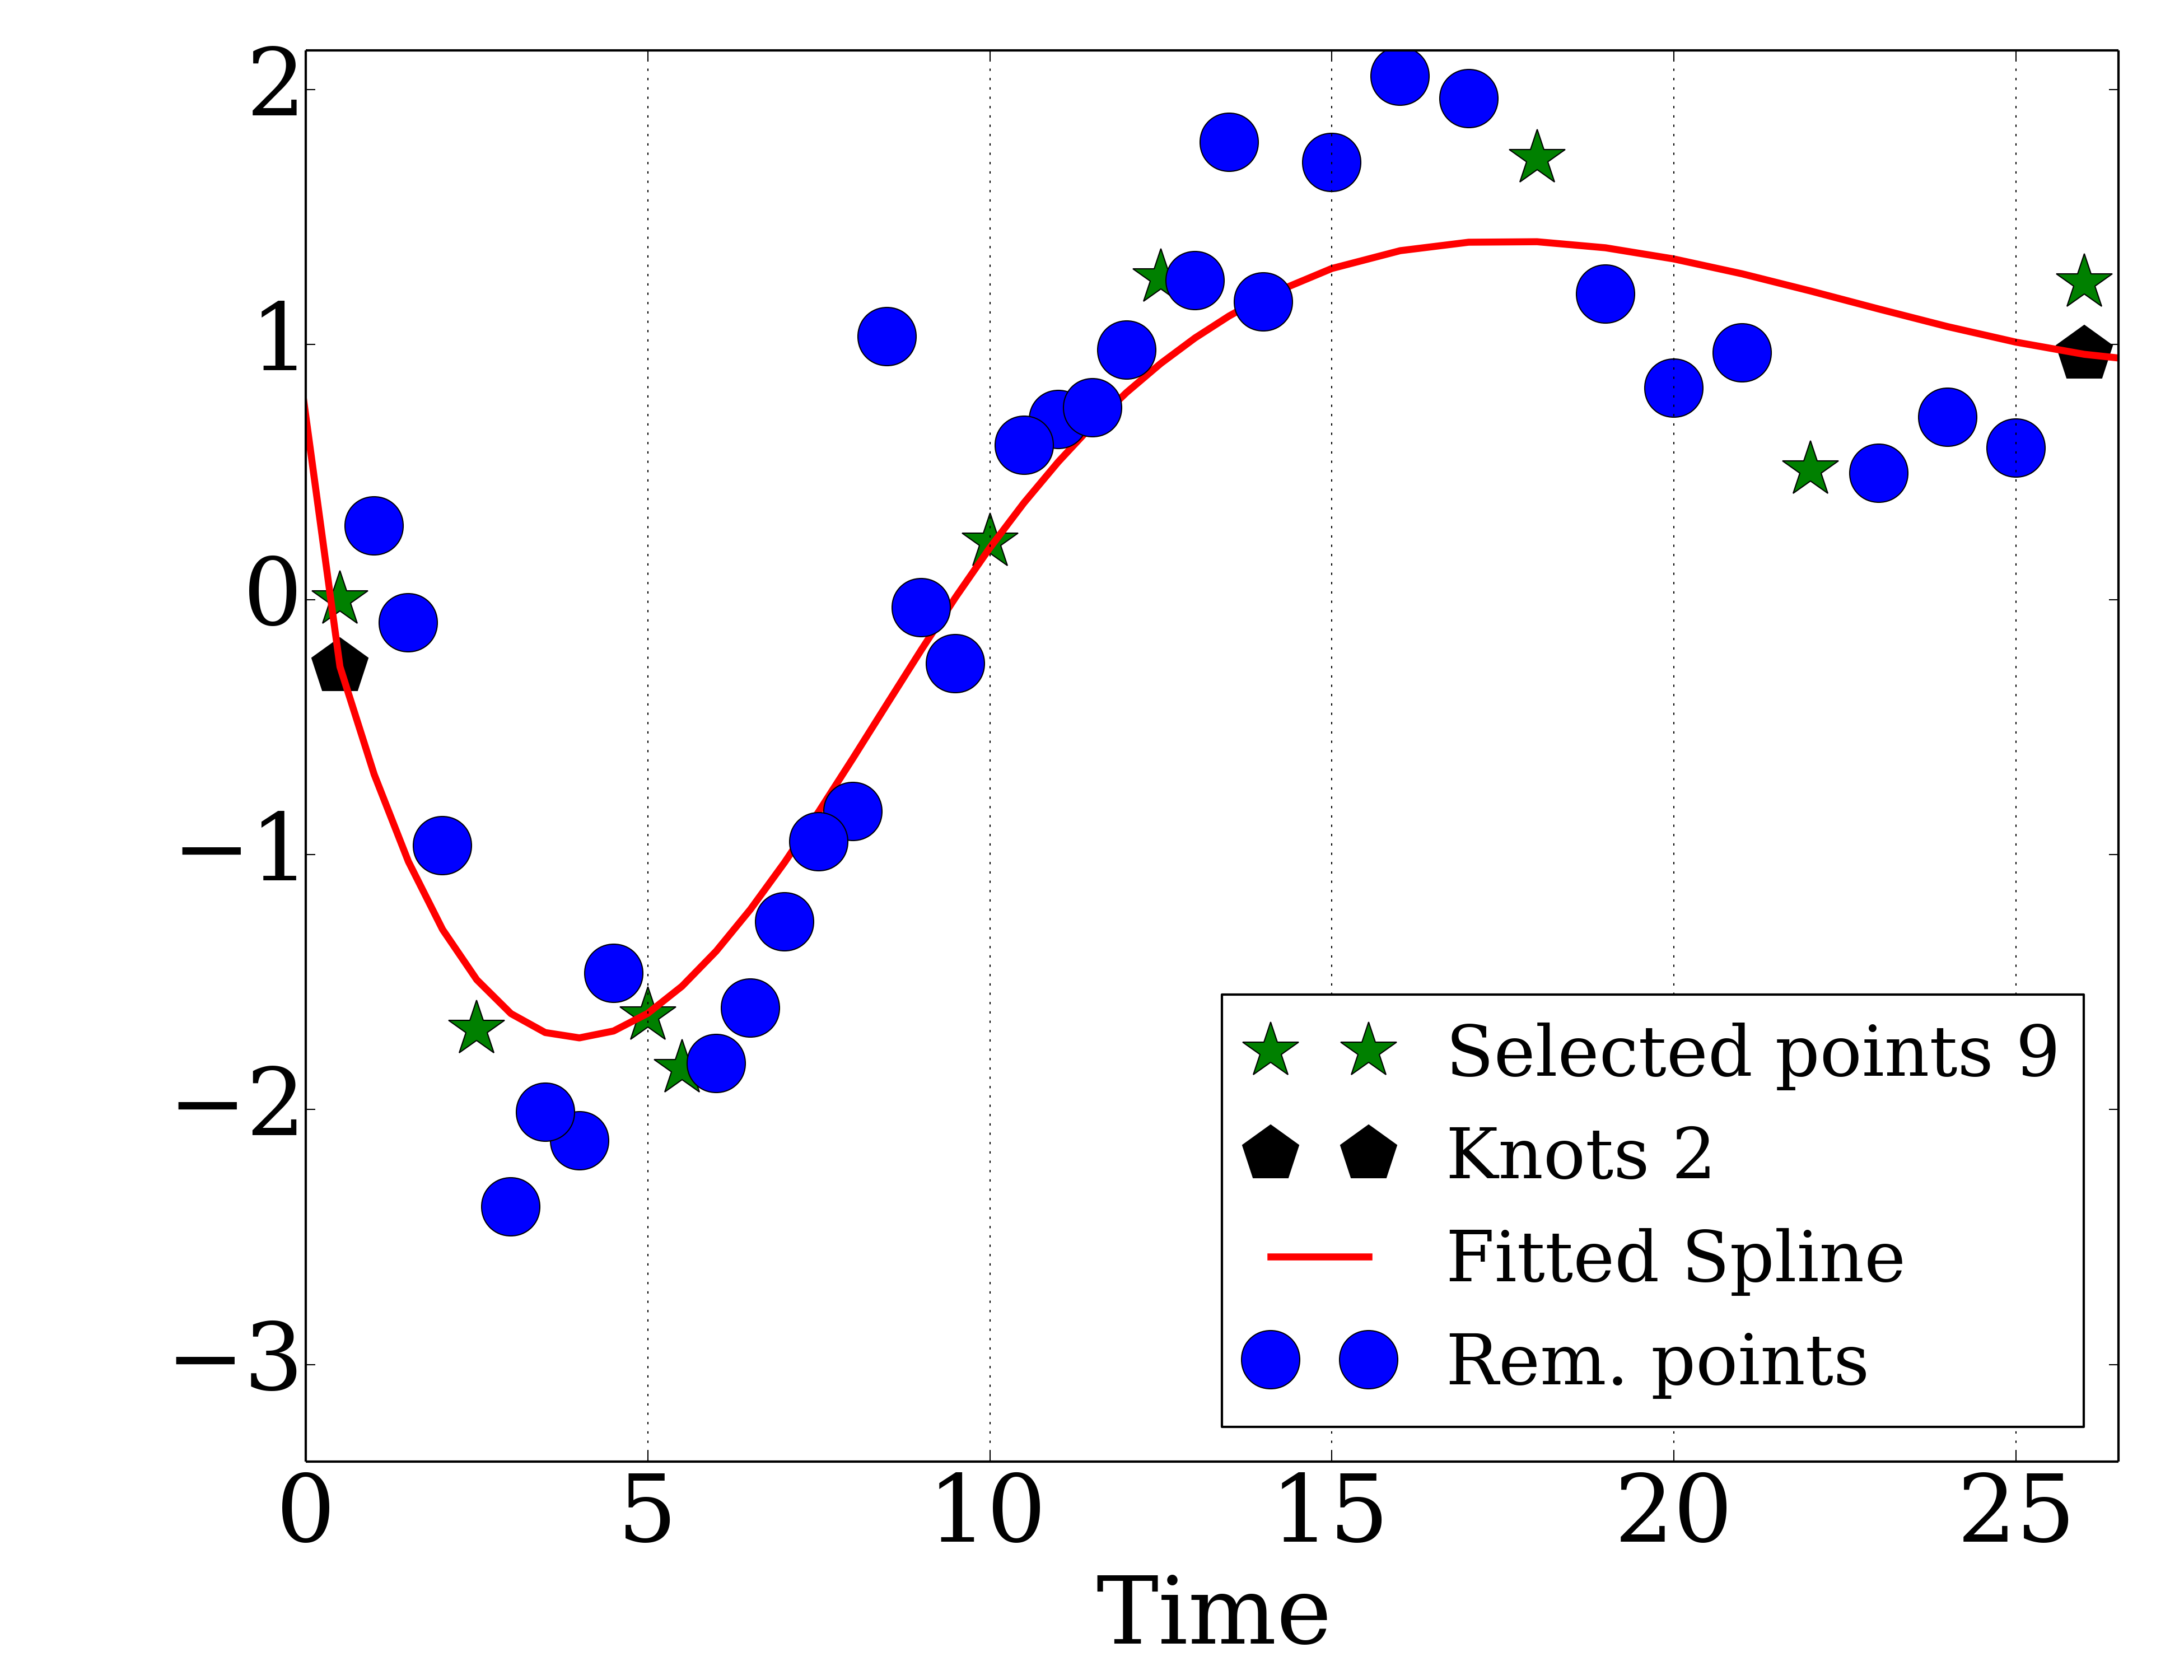 2
1
0
−1
−2
−3
0 5 10 15 20 25
Time
Selected points 9
Knots 2
Fitted Spline
Rem. points